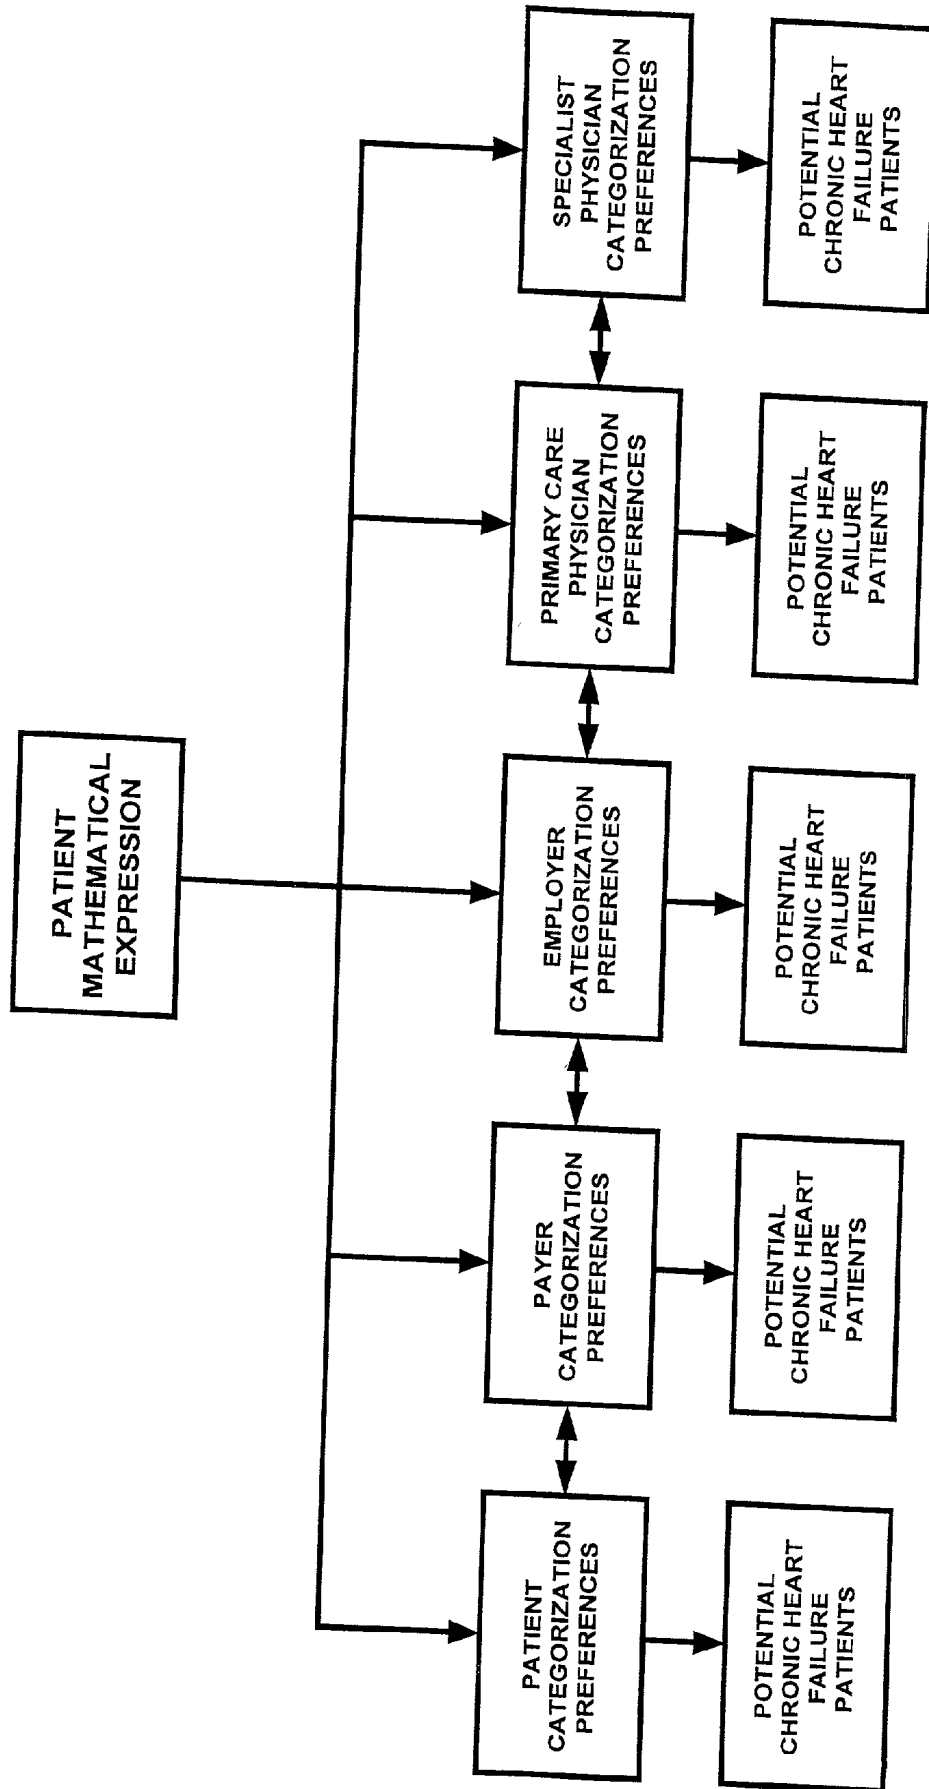 PATIENT
MATHEMATICAL
EXPRESSION
PATIENT
CATEGORIZATION
PREFERENCES
PAYER
CATEGORIZATION
PREFERENCES
EMPLOYER
CATEGORIZATION
PREFERENCES
PRIMARY CARE
PHYSICIAN
CATEGORIZATION
PREFERENCES
SPECIALIST
PHYSICIAN
CATEGORIZATION
PREFERENCES
POTENTIAL
CHRONIC HEART
FAILURE
PATIENTS
POTENTIAL
CHRONIC HEART
FAILURE
PATIENTS
POTENTIAL
CHRONIC HEART
FAILURE
PATIENTS
POTENTIAL
CHRONIC HEART
FAILURE
PATIENTS
POTENTIAL
CHRONIC HEART
FAILURE
PATIENTS